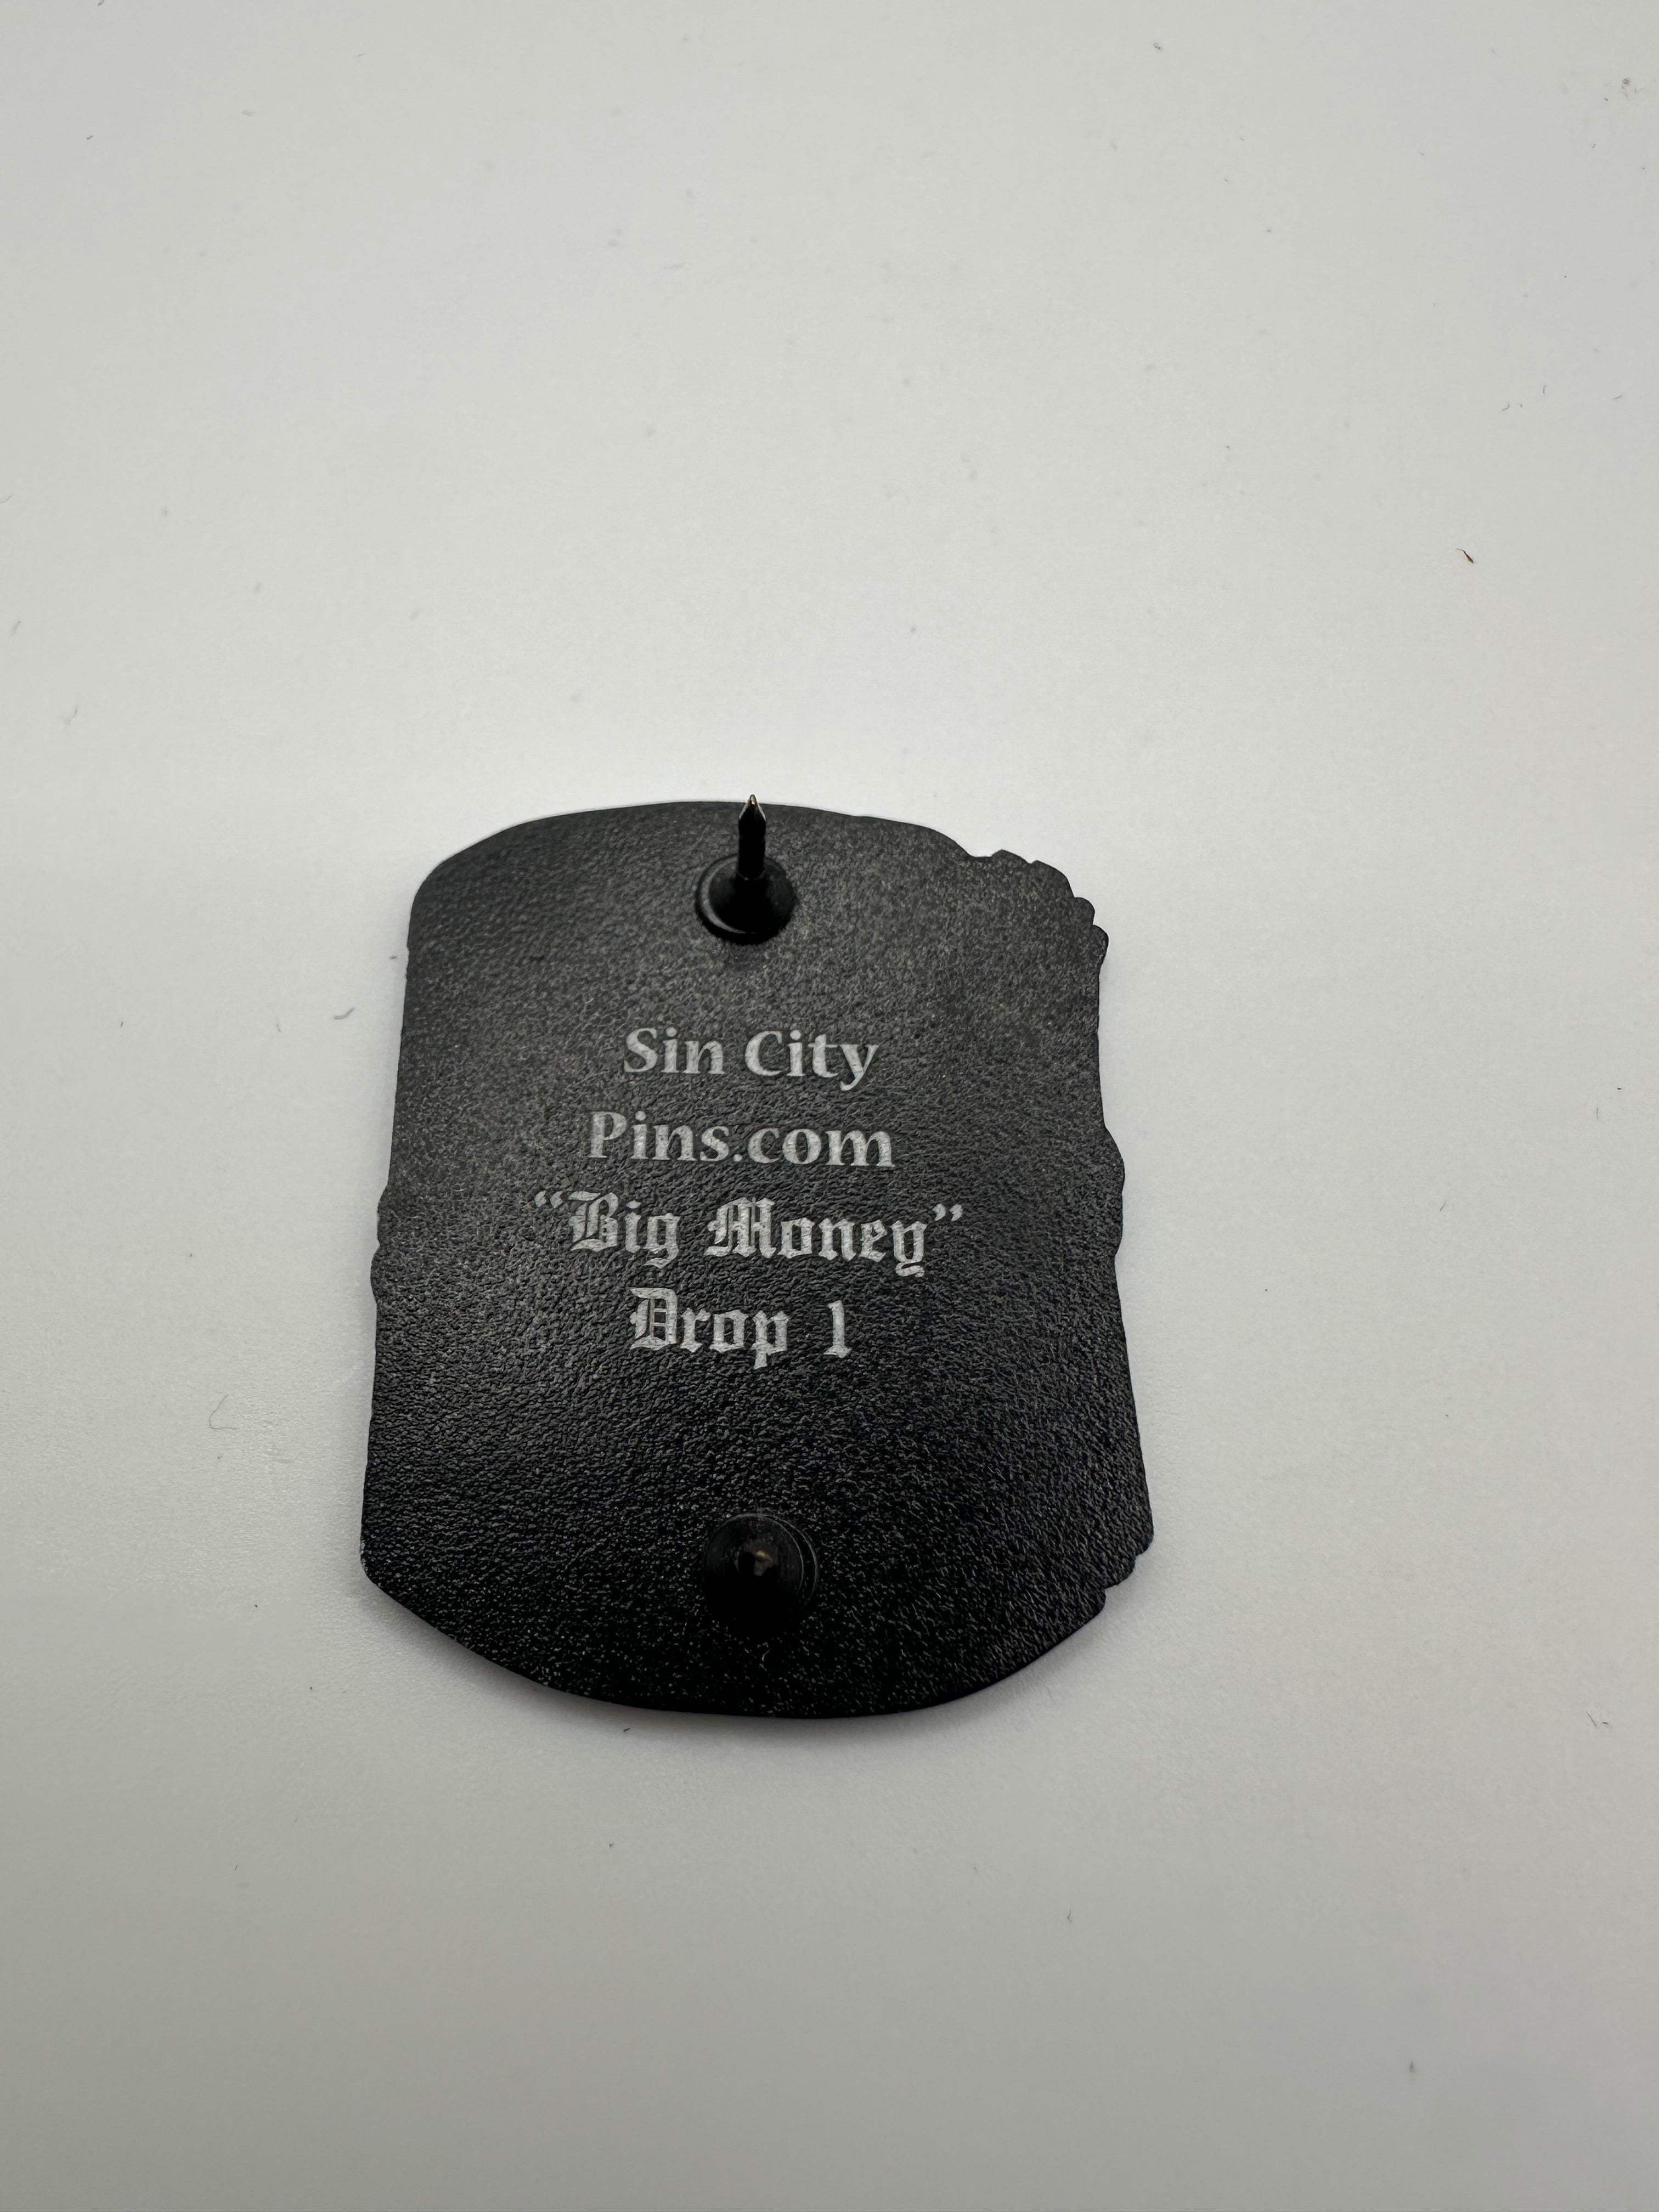 Sin City
Pins.com
“Big Money”
Drop 1